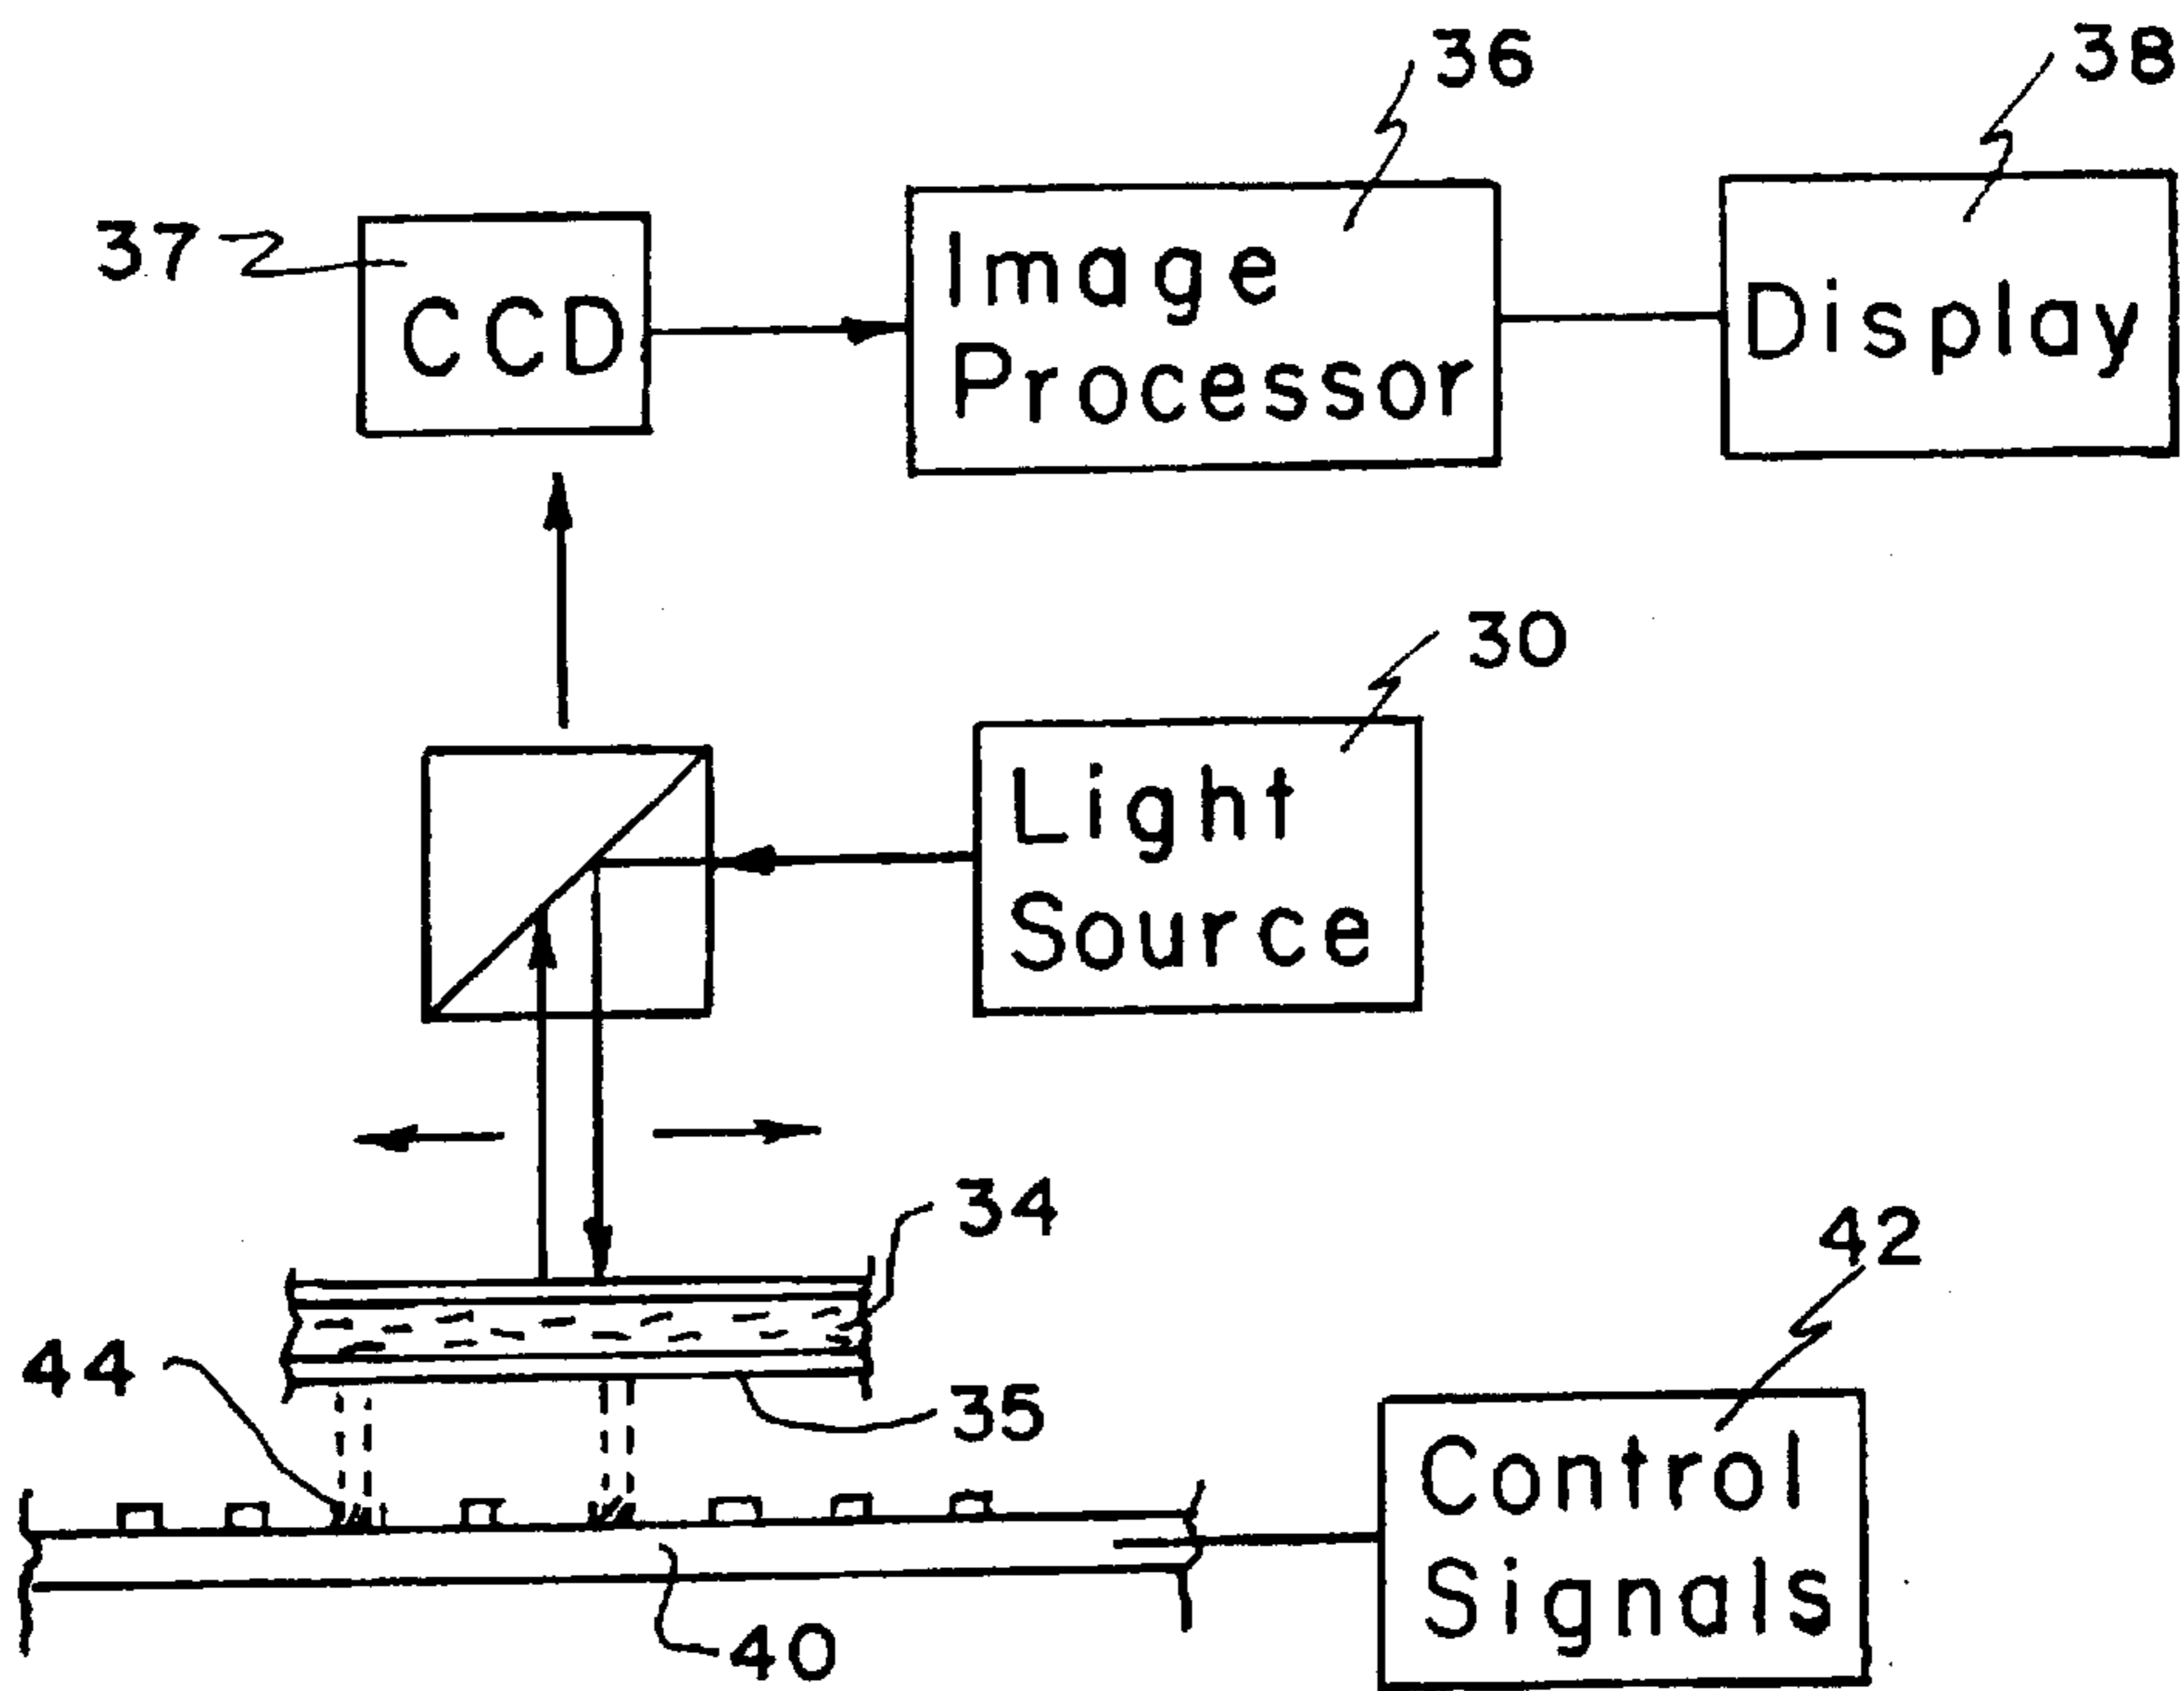 36
38
37
CCD
Image
Processor
Display
30
Light
Source
34
42
44
35
Control
Signals
40